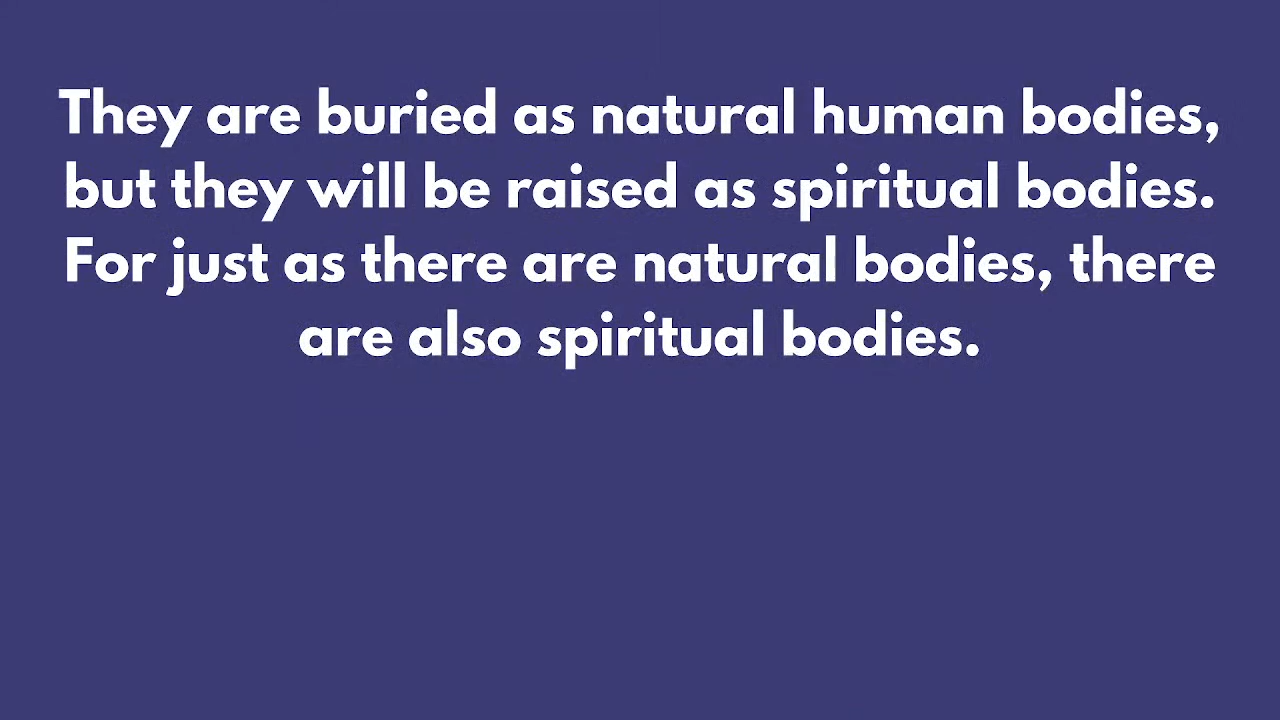 They are buried as natural human bodies,
but they will be raised as spiritual bodies.
For just as there are natural bodies, there
are also spiritual bodies.